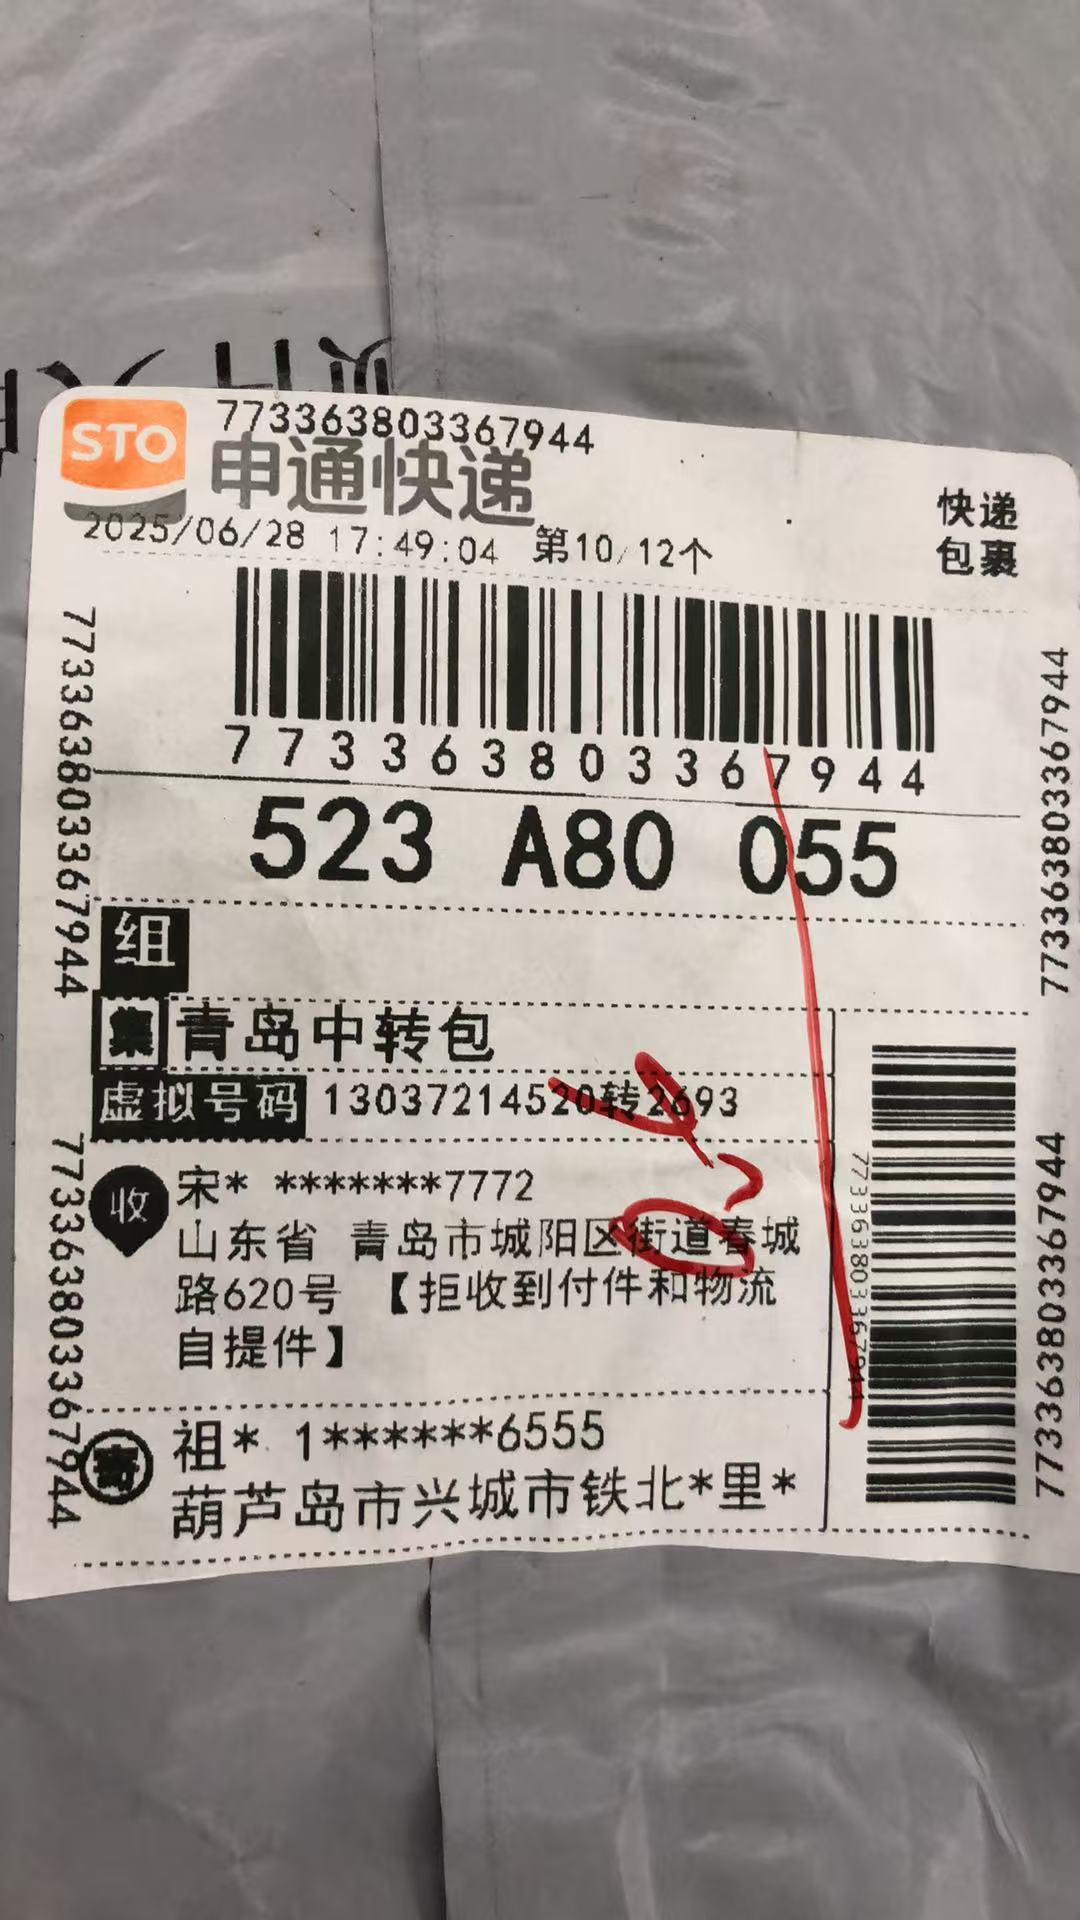 STO
773363803367944
申通快递
2025/06/28 17:49:04 第10/12个
快递
包裹
773363803367944
773363803367944
773363803367944
523 A80 055
组
集 青岛中转包
虚拟号码 13037214520转2693
773363803367944
773363803367944
773363803367944
收 宋* *******7772
山东省 青岛市城阳区街道春城
路620号 【拒收到付件和物流
自提件】
寄 祖* 1******6555
葫芦岛市兴城市铁北*里*